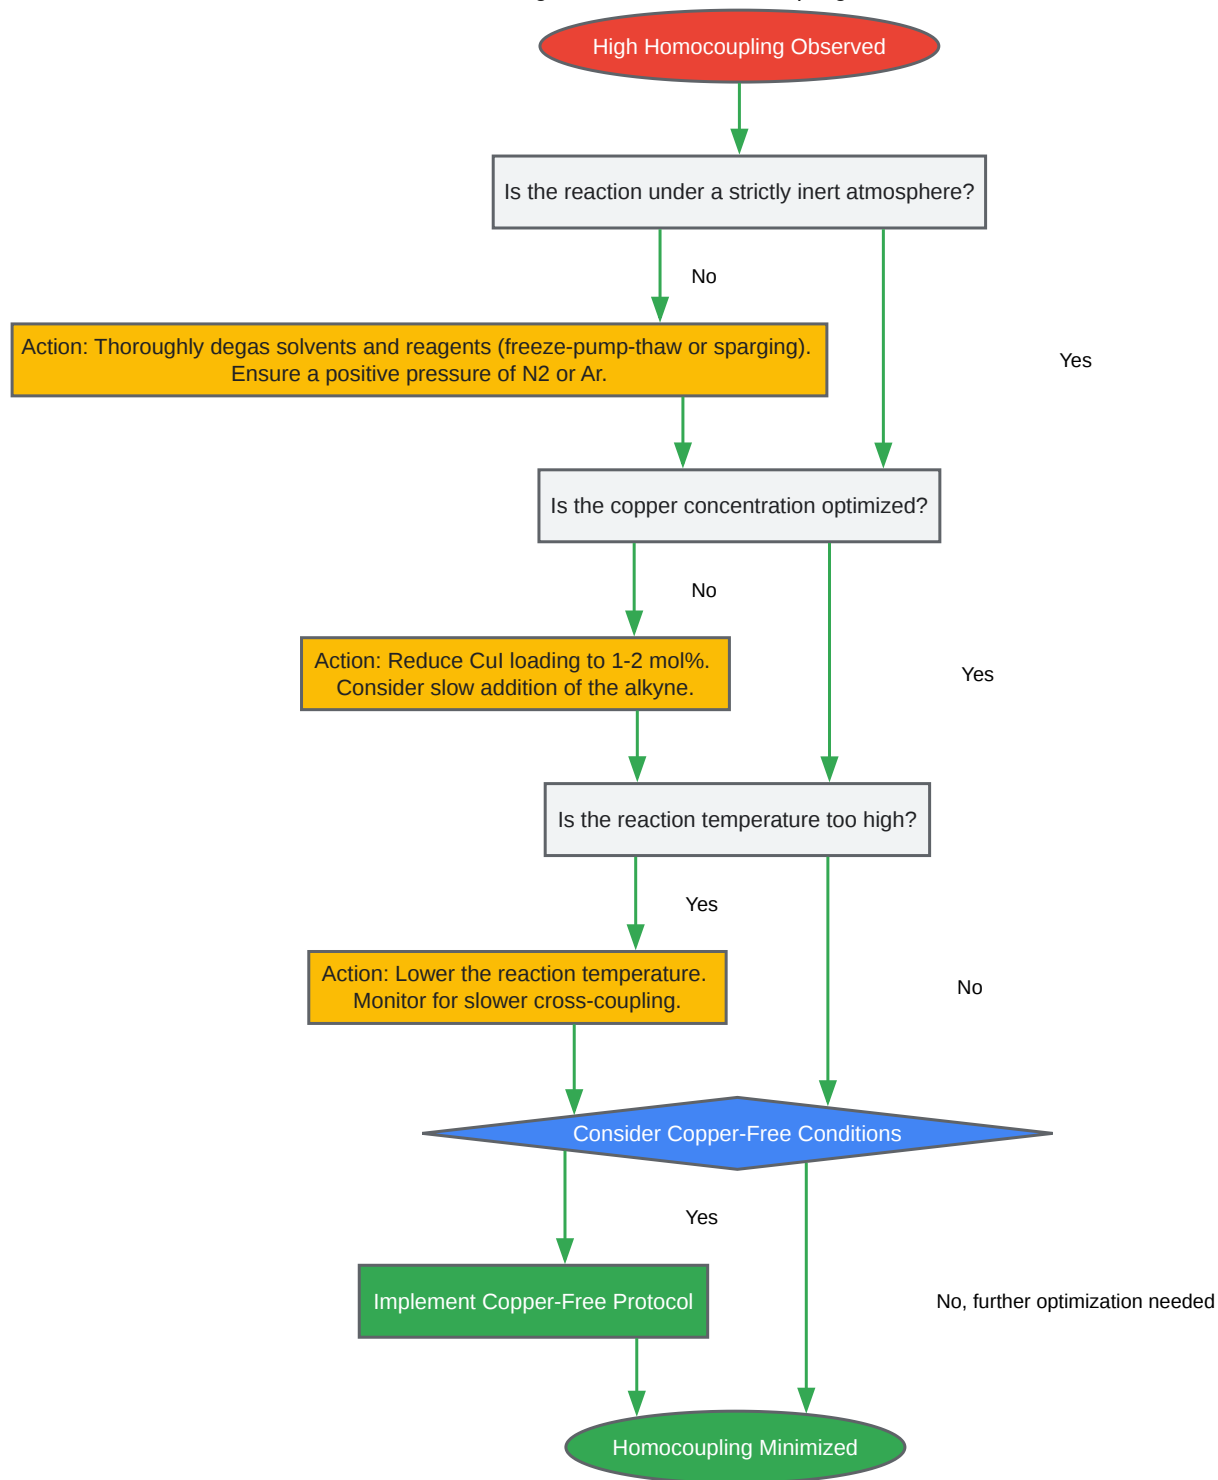 High Homocoupling Observed
Is the reaction under a strictly inert atmosphere?
No
Action: Thoroughly degas solvents and reagents (freeze-pump-thaw or sparging).
Ensure a positive pressure of N2 or Ar.
Yes
Is the copper concentration optimized?
No
Action: Reduce CuI loading to 1-2 mol%.
Consider slow addition of the alkyne.
Yes
Is the reaction temperature too high?
Yes
Action: Lower the reaction temperature.
Monitor for slower cross-coupling.
No
Consider Copper-Free Conditions
Yes
Implement Copper-Free Protocol
No, further optimization needed
Homocoupling Minimized